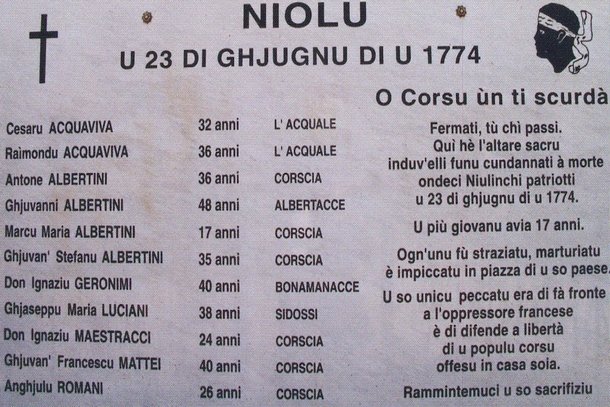 NIOLU
U 23 DI GHJUGNU DI U 1774
Cesaru ACQUAVIVA 32 anni L' ACQUALE
Raìmondu ACQUAVIVA 36 anni L' ACQUALE
Antone ALBERTINI 36 anni CORSCIA
Ghjuvanni ALBERTINI 48 anni ALBERTACCE
Marcu Maria ALBERTINI 17 anni CORSCIA
Ghjuvan' Stefanu ALBERTINI 35 anni CORSCIA
Don Ignaziu GERONIMI 40 anni BONAMANACCE
Ghjaseppu Maria LUCIANI 38 anni SIDOSSI
Don Ignaziu MAESTRACCI 24 anni CORSCIA
Ghjuvan' Francescu MATTEI 40 anni CORSCIA
Anghjulu ROMANI 26 anni CORSCIA
O Corsu ùn ti scurdà
Fermati, tù chì passi.
Quì hè l'altare sacru
induv'elli funu cundannati à morte
ondeci Niulinchi patriotti
u 23 di ghjugnu di u 1774.
U più giovanu avia 17 anni.
Ogn'unu fù straziatu, marturiatu
è impiccatu in piazza di u so paese.
U so unicu peccatu era di fà fronte
a l'oppressore francese
è di difende a libertà
di u populu corsu
offesu in casa soia.
Rammintemuci u so sacrifiziu